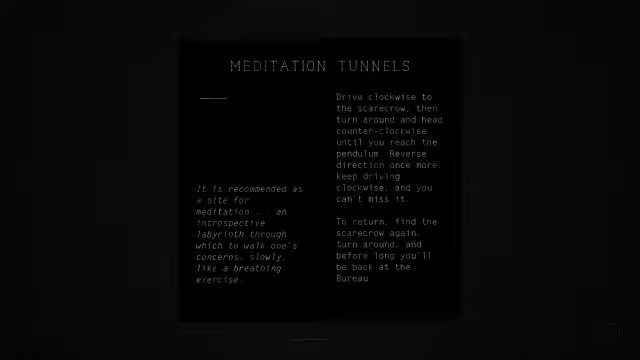 MEDITATION TUNNELS
It is recommended as
a site for
meditation ... an
introspective
labyrinth through
which to walk one's
concerns, slowly,
like a breathing
exercise.
Drive clockwise to
the scarecrow, then
turn around and head
counter-clockwise
until you reach the
pendulum. Reverse
direction once more,
keep driving
clockwise, and you
can't miss it.
To return, find the
scarecrow again,
turn around, and
before long you'll
be back at the
Bureau